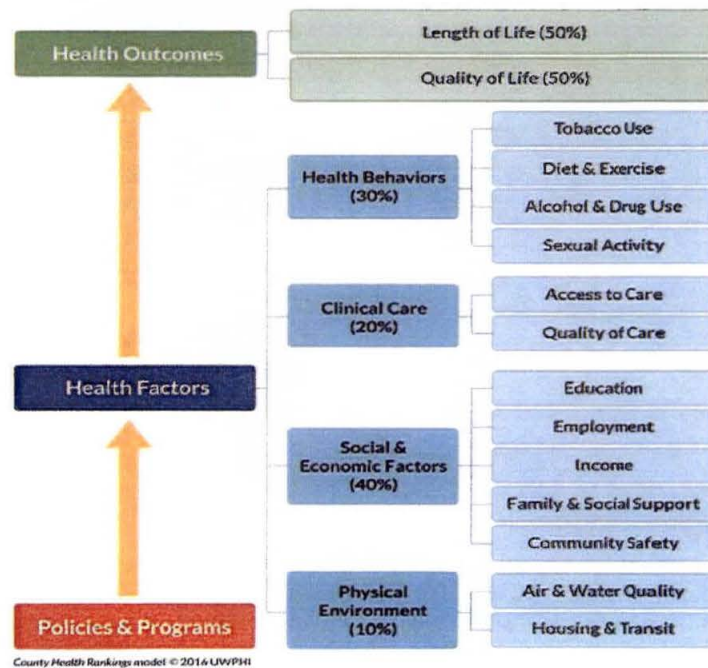 Health Outcomes
Length of Life (50%)
Quality of Life (50%)
Health Behaviors
(30%)
Tobacco Use
Diet & Exercise
Alcohol & Drug Use
Sexual Activity
Clinical Care
(20%)
Access to Care
Quality of Care
Health Factors
Social &
Economic Factors
(40%)
Education
Employment
Income
Family & Social Support
Community Safety
Physical
Environment
(10%)
Air & Water Quality
Housing & Transit
Policies & Programs
County Health Rankings model © 2016 UWPHI